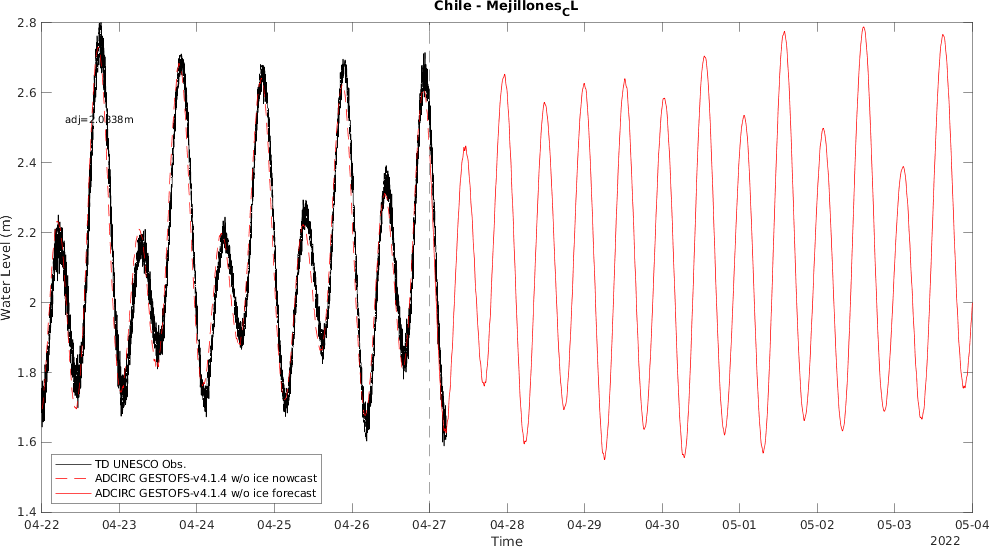 Chile - Mejillones_CL
2.8
2.6
2.4
2.2
2
1.8
1.6
1.4
Water Level (m)
adj=2.0838m
TD UNESCO Obs.
ADCIRC GESTOFS-v4.1.4 w/o ice nowcast
ADCIRC GESTOFS-v4.1.4 w/o ice forecast
04-22 04-23 04-24 04-25 04-26 04-27 04-28 04-29 04-30 05-01 05-02 05-03 05-04
Time
2022